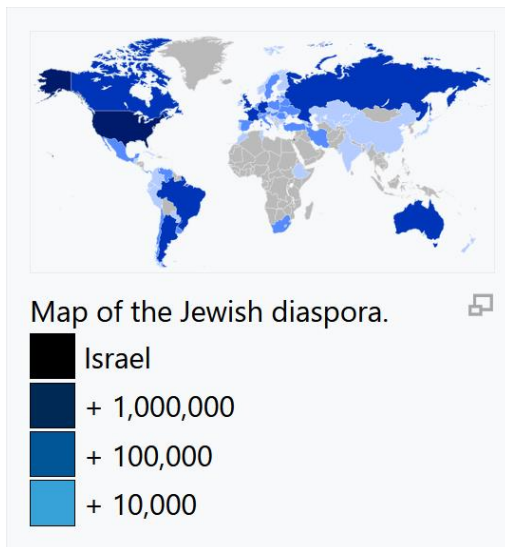 Map of the Jewish diaspora.
Israel
+ 1,000,000
+ 100,000
+ 10,000